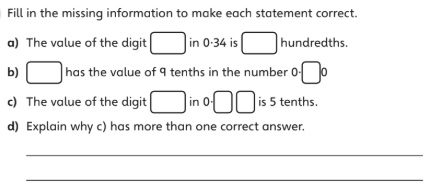 Fill in the missing information to make each statement correct.
a) The value of the digit in 0·34 is hundredths.
b) has the value of 9 tenths in the number 0· 0
c) The value of the digit in 0· is 5 tenths.
d) Explain why c) has more than one correct answer.